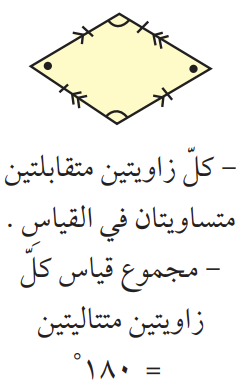 – كلّ زاويتين متقابلتين
متساويتان في القياس .
– مجموع قياس كلَّ
زاويتين متتاليتين
= ١٨٠°